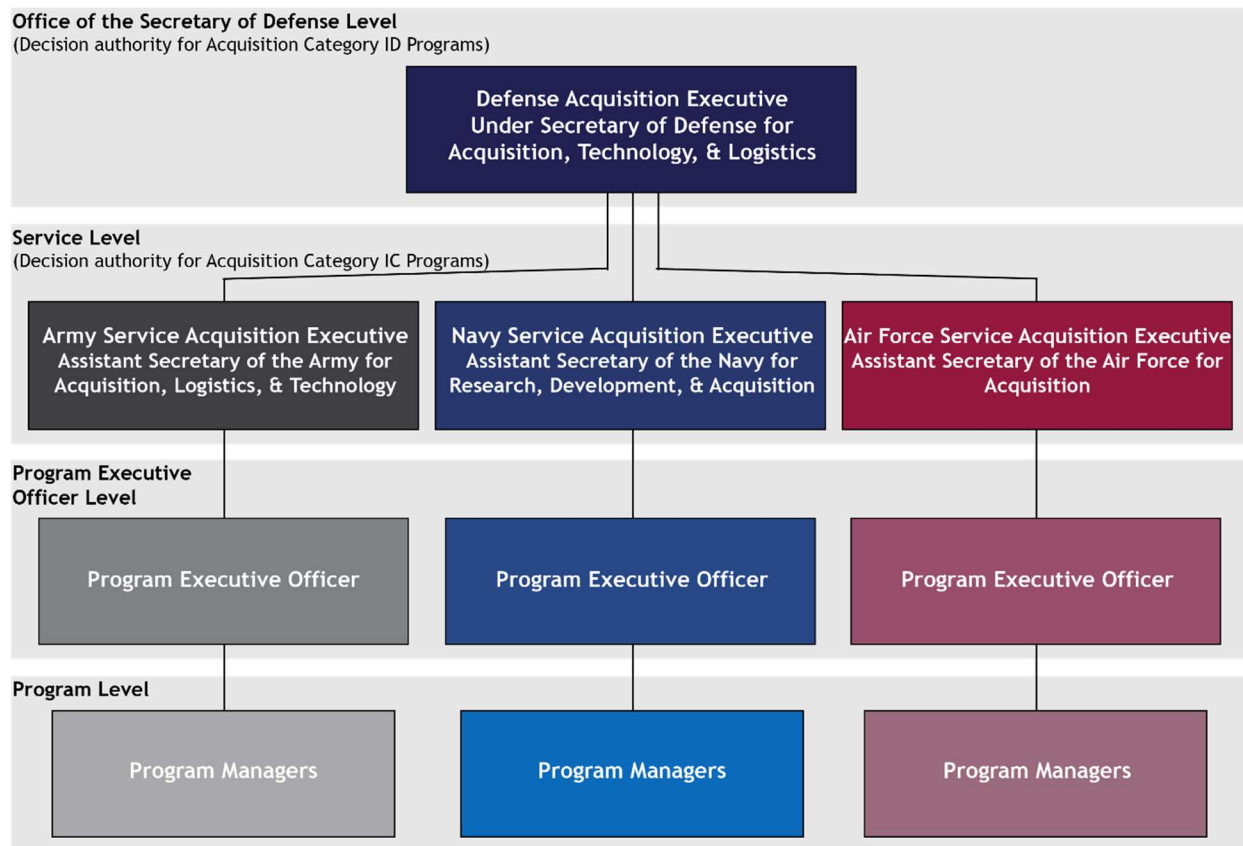 Office of the Secretary of Defense Level
(Decision authority for Acquisition Category ID Programs)
Defense Acquisition Executive
Under Secretary of Defense for
Acquisition, Technology, & Logistics
Service Level
(Decision authority for Acquisition Category IC Programs)
Army Service Acquisition Executive
Assistant Secretary of the Army for
Acquisition, Logistics, & Technology
Navy Service Acquisition Executive
Assistant Secretary of the Navy for
Research, Development, & Acquisition
Air Force Service Acquisition Executive
Assistant Secretary of the Air Force for
Acquisition
Program Executive
Officer Level
Program Executive Officer
Program Executive Officer
Program Executive Officer
Program Level
Program Managers
Program Managers
Program Managers